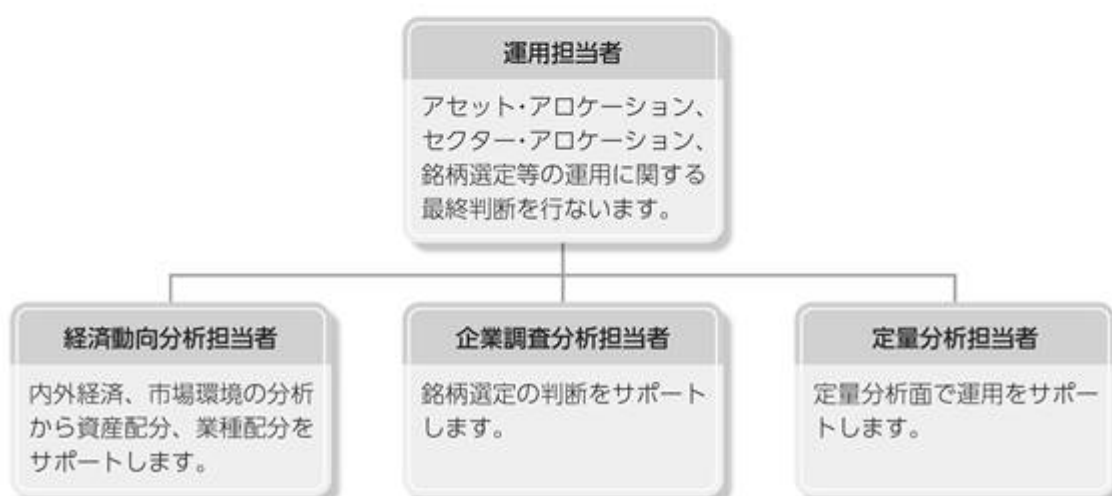 運用担当者
アセット・アロケーション、
セクター・アロケーション、
銘柄選定等の運用に関する
最終判断を行ないます。
経済動向分析担当者
内外経済、市場環境の分析
から資産配分、業種配分を
サポートします。
企業調査分析担当者
銘柄選定の判断をサポート
します。
定量分析担当者
定量分析面で運用をサポー
トします。